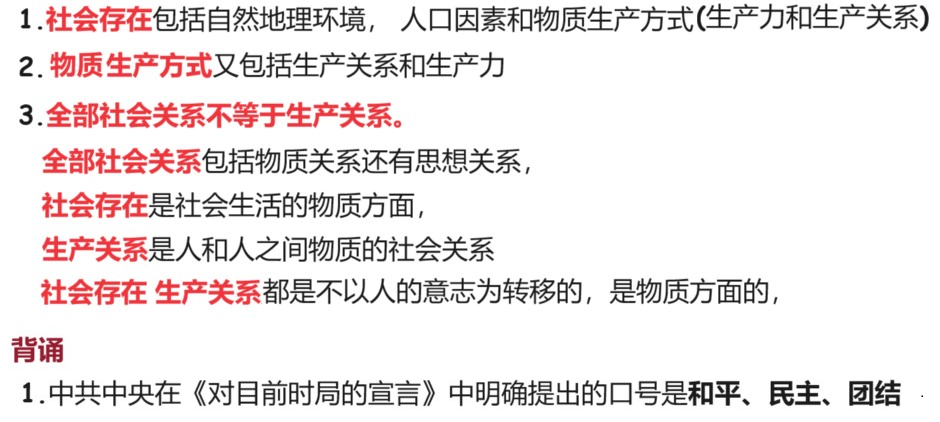 1.社会存在包括自然地理环境， 人口因素和物质生产方式(生产力和生产关系)
2. 物质生产方式又包括生产关系和生产力
3.全部社会关系不等于生产关系。
全部社会关系包括物质关系还有思想关系，
社会存在是社会生活的物质方面，
生产关系是人和人之间物质的社会关系
社会存在 生产关系都是不以人的意志为转移的，是物质方面的，
背诵
1.中共中央在《对目前时局的宣言》中明确提出的口号是和平、民主、团结 .